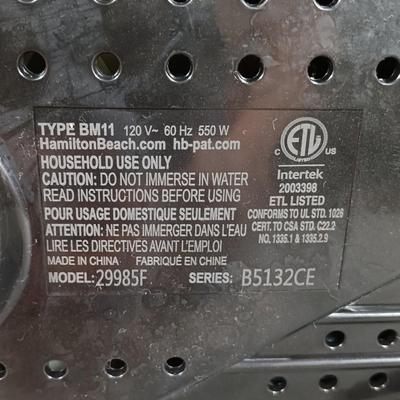 TYPE BM11 120 V~ 60 Hz 550 W
HamiltonBeach.com hb-pat.com
HOUSEHOLD USE ONLY
CAUTION: DO NOT IMMERSE IN WATER
READ INSTRUCTIONS BEFORE USING
POUR USAGE DOMESTIQUE SEULEMENT
ATTENTION: NE PAS IMMERGER DANS L'EAU
LIRE LES DIRECTIVES AVANT L'EMPLOI
MADE IN CHINA FABRIQUÉ EN CHINE
MODEL: 29985F SERIES: B5132CE
C ETL US
LISTED
Intertek
2003398
ETL LISTED
CONFORMS TO UL STD. 1026
CERT. TO CSA STD. C22.2
NO. 1335.1 & 1335.2.9